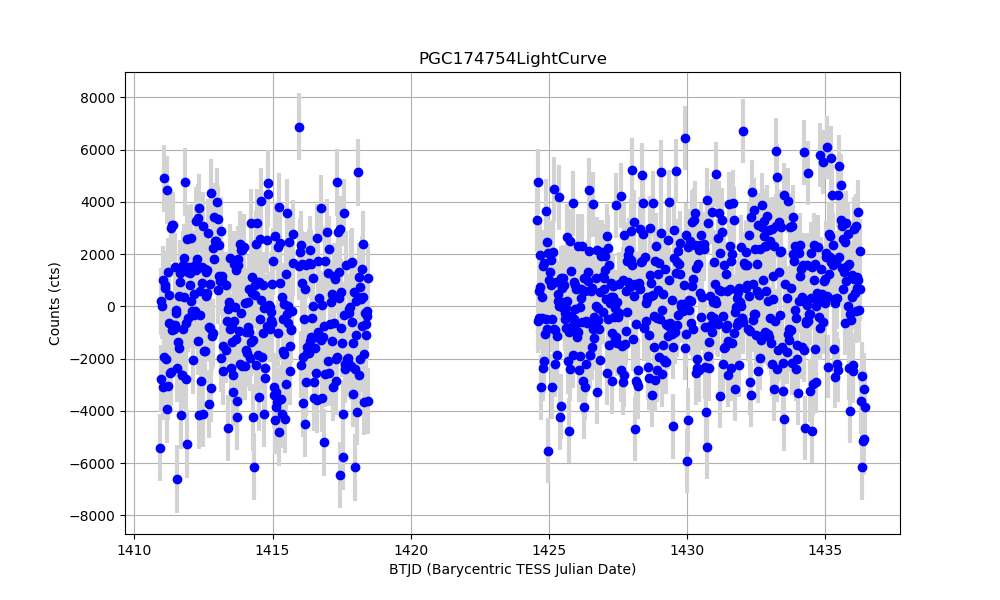 PGC174754LightCurve
8000
6000
4000
2000
0
−2000
−4000
−6000
−8000
Counts (cts)
1410 1415 1420 1425 1430 1435
BTJD (Barycentric TESS Julian Date)